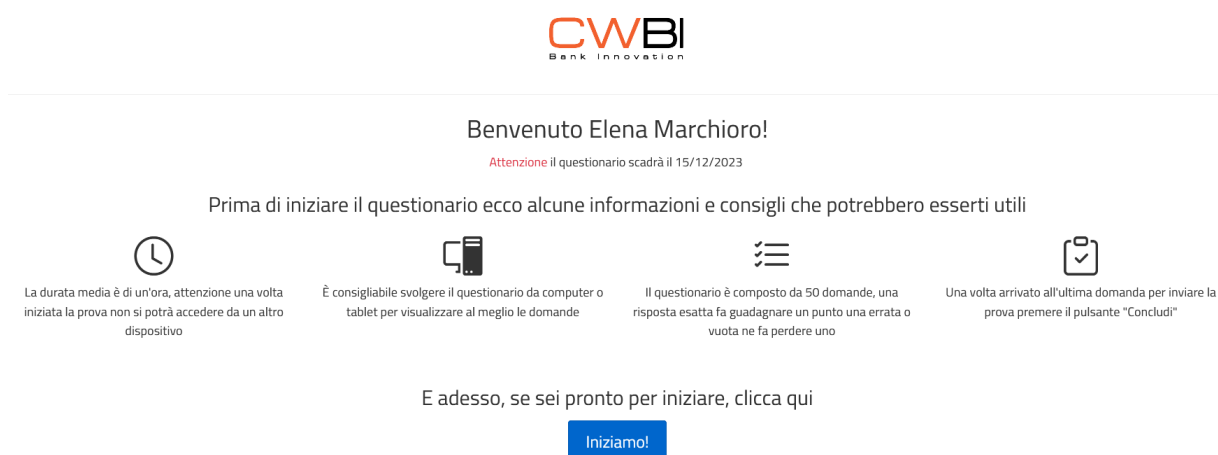 CWBI
Bank Innovation
Benvenuto Elena Marchioro!
Attenzione il questionario scadrà il 15/12/2023
Prima di iniziare il questionario ecco alcune informazioni e consigli che potrebbero esserti utili
La durata media è di un'ora, attenzione una volta
iniziata la prova non si potrà accedere da un altro
dispositivo
È consigliabile svolgere il questionario da computer o
tablet per visualizzare al meglio le domande
Il questionario è composto da 50 domande, una
risposta esatta fa guadagnare un punto una errata o
vuota ne fa perdere uno
Una volta arrivato all'ultima domanda per inviare la
prova premere il pulsante "Concludi"
E adesso, se sei pronto per iniziare, clicca qui
Iniziamo!